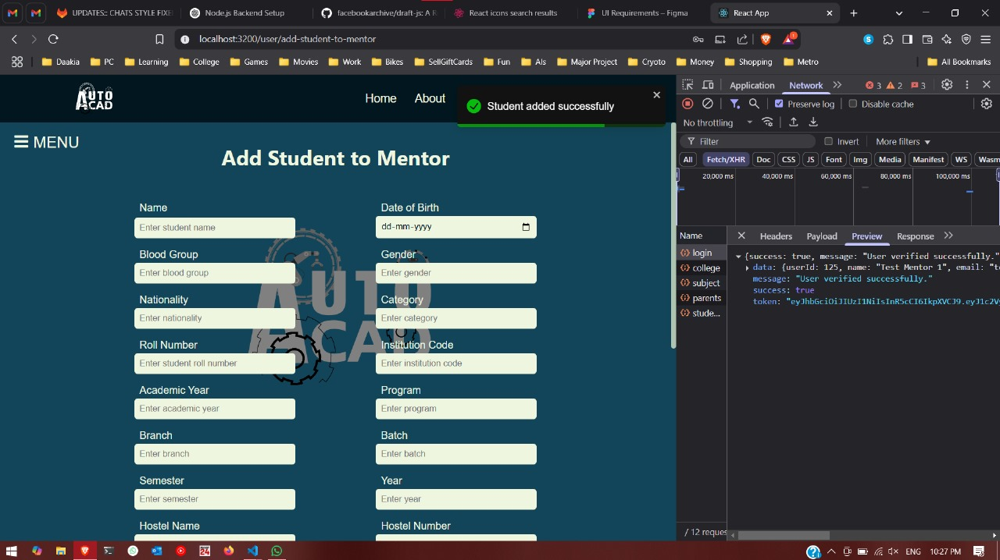 UPDATES:: CHATS STYLE FIXE
Node.js Backend Setup
facebookarchive/draft-js: A R
React icons search results
UI Requirements – Figma
React App
localhost:3200/user/add-student-to-mentor
1
S
Daakia
PC
Learning
College
Games
Movies
Work
Bikes
SellGiftCards
Fun
AIs
Major Project
Cryoto
Money
Shopping
Metro
All Bookmarks
AUTO
ACAD
Home
About
Student added successfully
MENU
Add Student to Mentor
Name
Date of Birth
Enter student name
dd-mm-yyyy
Blood Group
Gender
Enter blood group
Enter gender
Nationality
Category
Enter nationality
Enter category
Roll Number
Institution Code
Enter student roll number
Enter institution code
Academic Year
Program
Enter academic year
Enter program
Branch
Batch
Enter branch
Enter batch
Semester
Year
Enter semester
Enter year
Hostel Name
Hostel Number
AUTO
ACAD
Application
Network
3
2
3
Preserve log
Disable cache
No throttling
Filter
Invert
More filters
All
Fetch/XHR
Doc
CSS
JS
Font
Img
Media
Manifest
WS
Wasm
20,000 ms
40,000 ms
60,000 ms
80,000 ms
100,000 ms
Name
Headers
Payload
Preview
Response
login
college
subject
parents
stude...
{success: true, message: "User verified successfully."
data: {userId: 125, name: "Test Mentor 1", email: "te
message: "User verified successfully."
success: true
token: "eyJhbGciOiJIUzI1NiIsInR5cCI6IkpXVCJ9.eyJ1c2V
/ 12 reques
24
ENG
10:27 PM